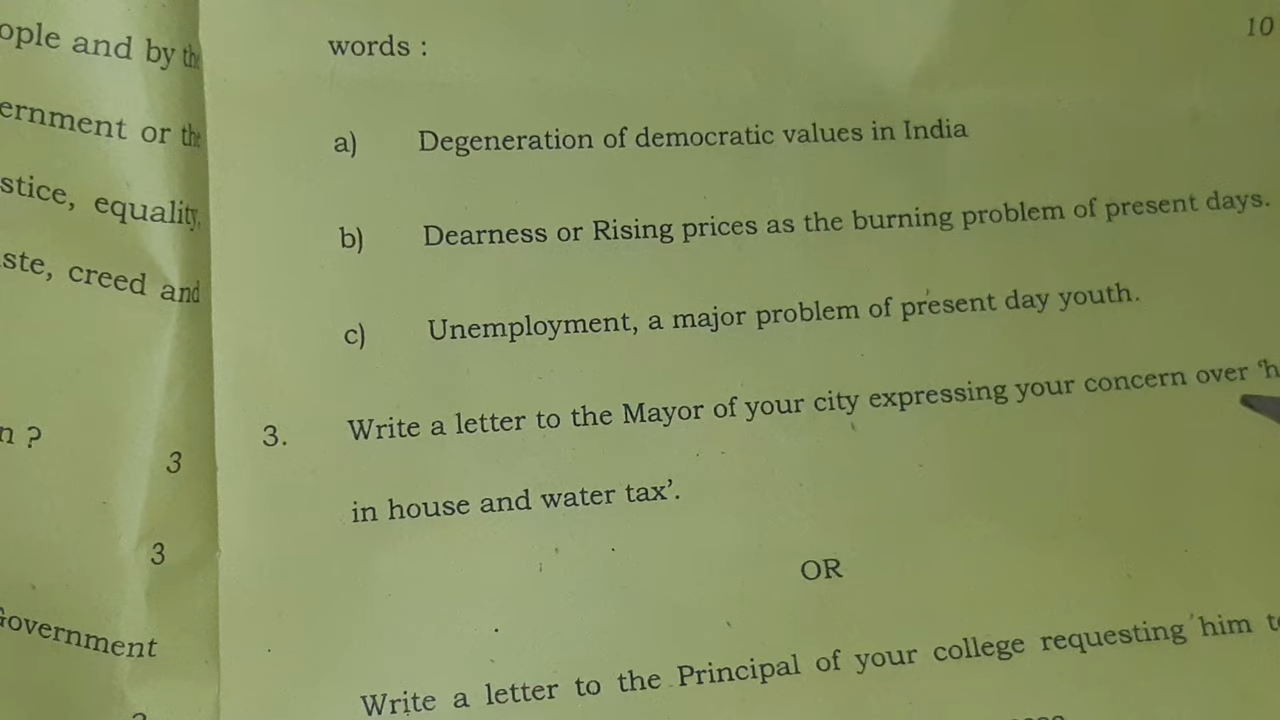 ople and by the
ernment or the
stice, equality,
ste, creed and
n ?
3
3
Government
words :
10
a) Degeneration of democratic values in India
b) Dearness or Rising prices as the burning problem of present days.
c) Unemployment, a major problem of present day youth.
3. Write a letter to the Mayor of your city expressing your concern over ‘h
in house and water tax’.
OR
Write a letter to the Principal of your college requesting him t